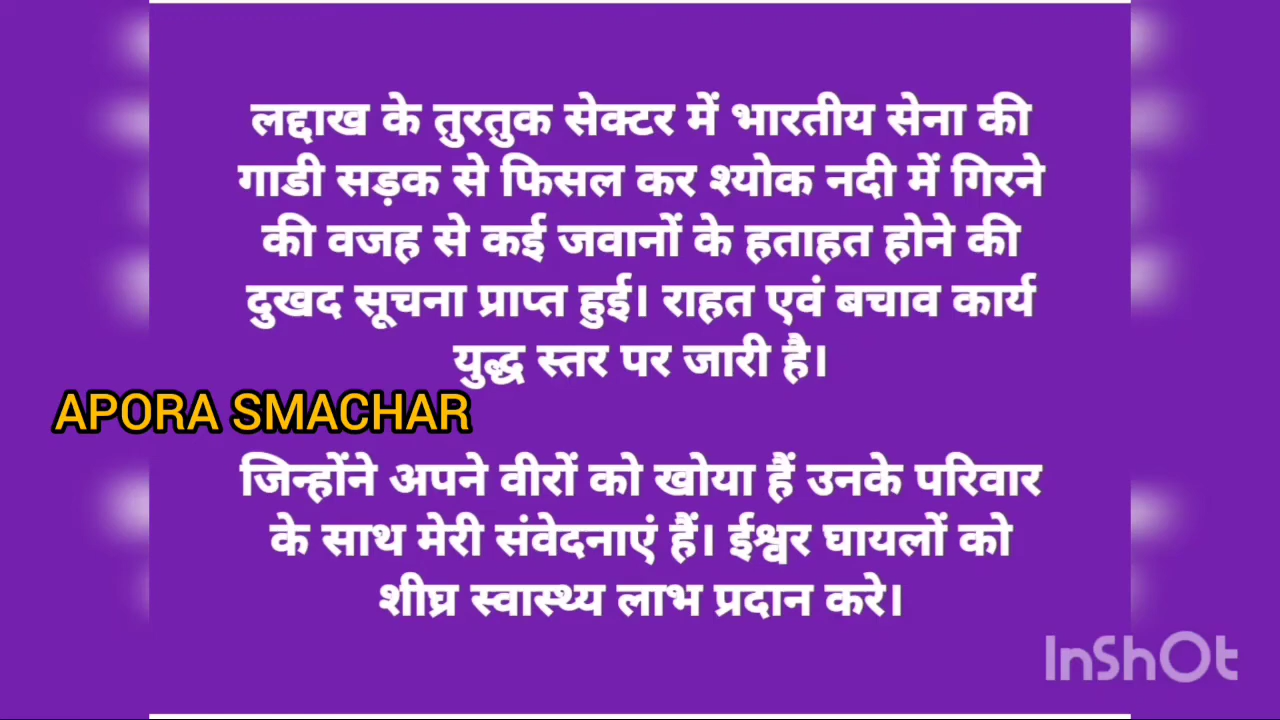 लद्दाख के तुरतुक सेक्टर में भारतीय सेना की
गाडी सड़क से फिसल कर श्योक नदी में गिरने
की वजह से कई जवानों के हताहत होने की
दुखद सूचना प्राप्त हुई। राहत एवं बचाव कार्य
युद्ध स्तर पर जारी है।
APORA SMACHAR
जिन्होंने अपने वीरों को खोया हैं उनके परिवार
के साथ मेरी संवेदनाएं हैं। ईश्वर घायलों को
शीघ्र स्वास्थ्य लाभ प्रदान करे।
InShOt